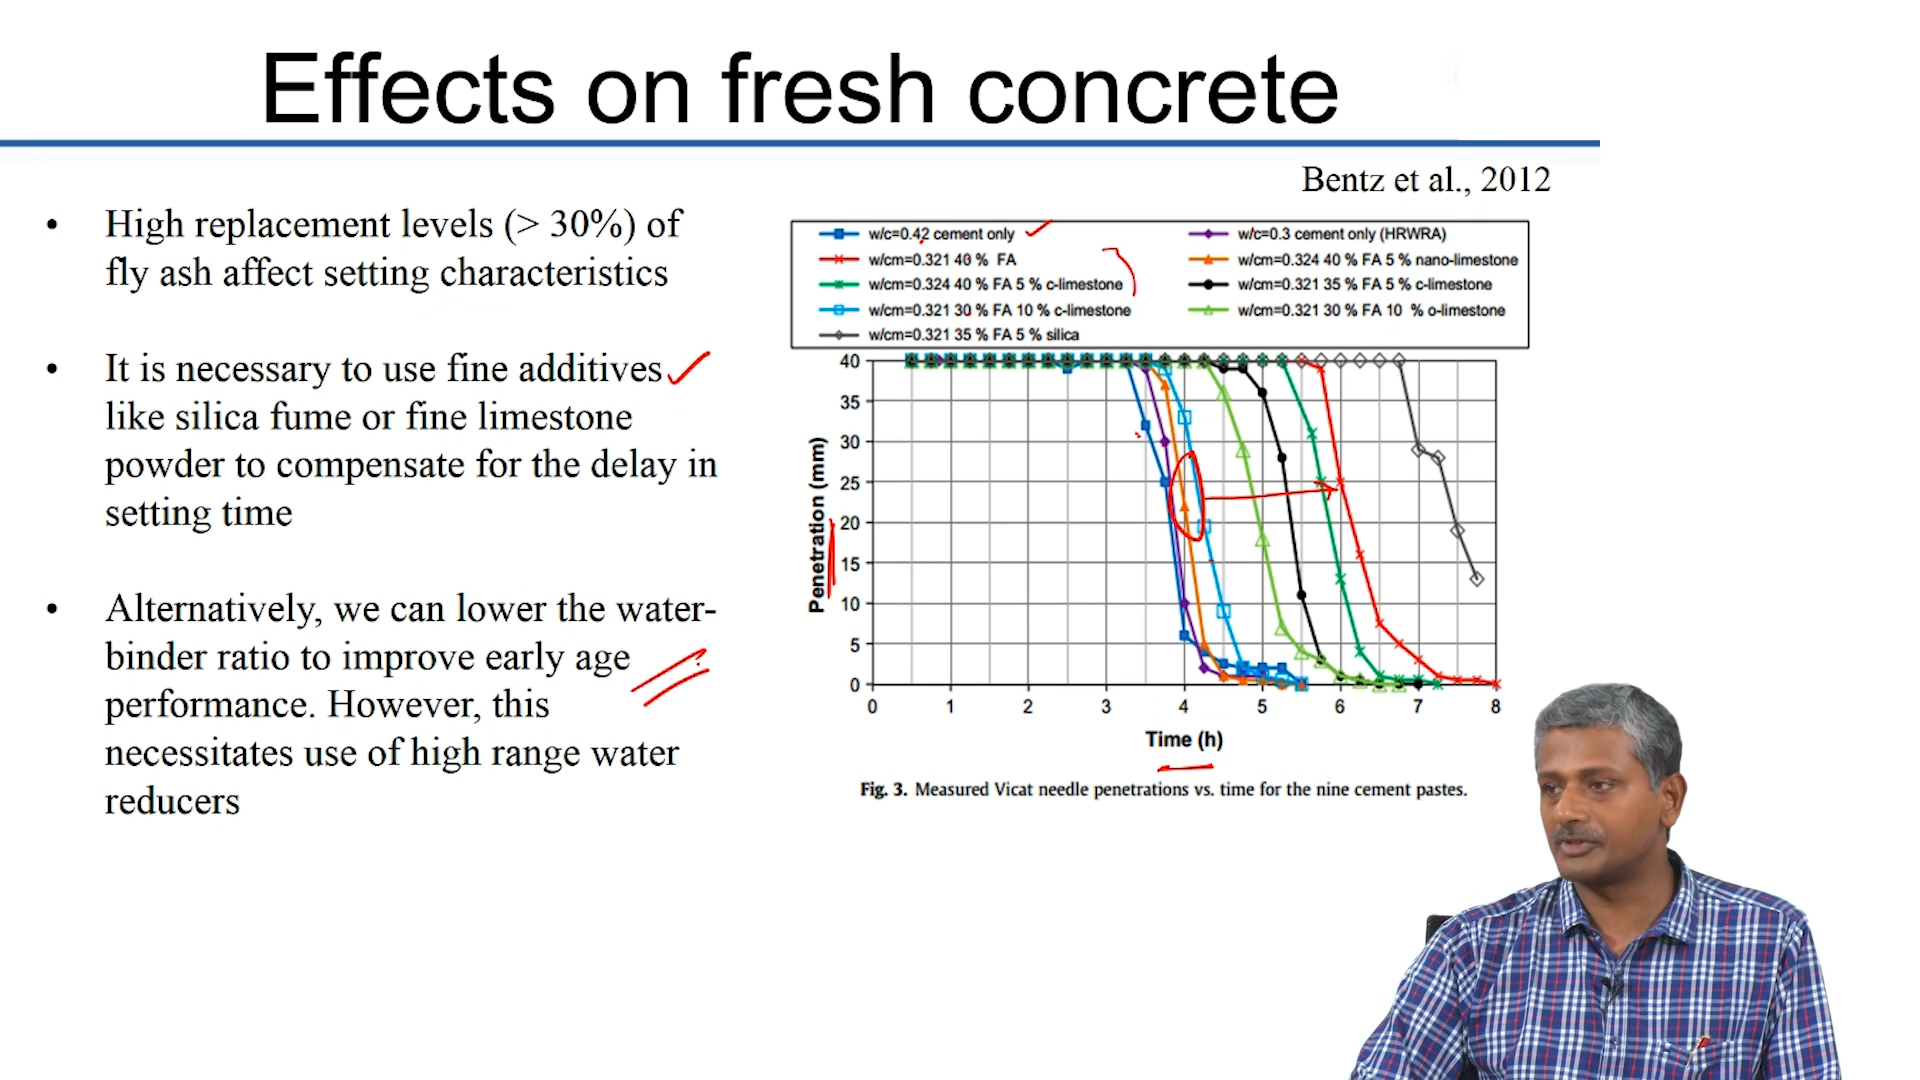 Effects on fresh concrete
Bentz et al., 2012
• High replacement levels (> 30%) of
fly ash affect setting characteristics
• It is necessary to use fine additives
like silica fume or fine limestone
powder to compensate for the delay in
setting time
• Alternatively, we can lower the water-
binder ratio to improve early age
performance. However, this
necessitates use of high range water
reducers
w/c=0.42 cement only
w/c=0.3 cement only (HRWRA)
w/cm=0.321 40 % FA
w/cm=0.324 40 % FA 5 % nano-limestone
w/cm=0.324 40 % FA 5 % c-limestone
w/cm=0.321 35 % FA 5 % c-limestone
w/cm=0.321 30 % FA 10 % c-limestone
w/cm=0.321 30 % FA 10 % o-limestone
w/cm=0.321 35 % FA 5 % silica
Penetration (mm)
40
35
30
25
20
15
10
5
0
0 1 2 3 4 5 6 7 8
Time (h)
Fig. 3. Measured Vicat needle penetrations vs. time for the nine cement pastes.